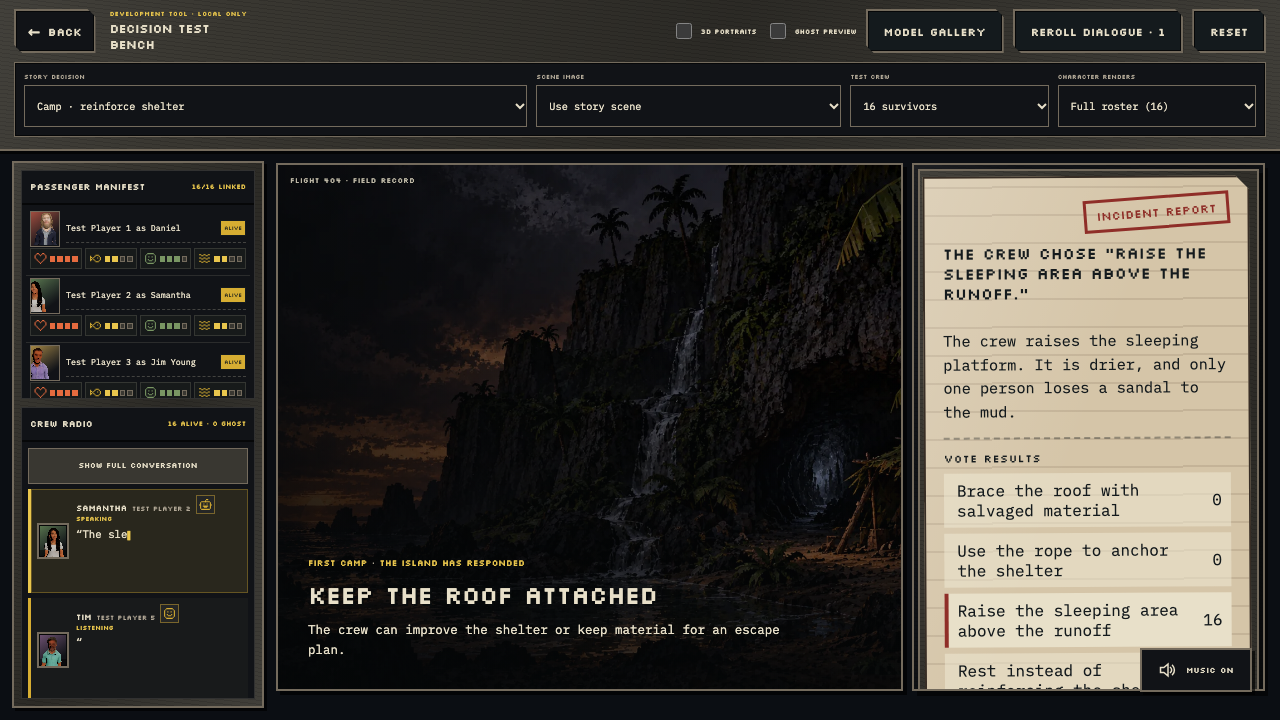 ← BACK
DEVELOPMENT TOOL · LOCAL ONLY
DECISION TEST
BENCH
3D PORTRAITS
GHOST PREVIEW
MODEL GALLERY
REROLL DIALOGUE · 1
RESET
STORY DECISION
SCENE IMAGE
TEST CREW
CHARACTER RENDERS
Camp · reinforce shelter
Use story scene
16 survivors
Full roster (16)
PASSENGER MANIFEST
16/16 LINKED
Test Player 1 as Daniel
ALIVE
Test Player 2 as Samantha
ALIVE
Test Player 3 as Jim Young
ALIVE
CREW RADIO
16 ALIVE · 0 GHOST
SHOW FULL CONVERSATION
SAMANTHA TEST PLAYER 2
SPEAKING
“The sle
TIM TEST PLAYER 5
LISTENING
“
FLIGHT 404 · FIELD RECORD
FIRST CAMP · THE ISLAND HAS RESPONDED
KEEP THE ROOF ATTACHED
The crew can improve the shelter or keep material for an escape
plan.
INCIDENT REPORT
THE CREW CHOSE "RAISE THE
SLEEPING AREA ABOVE THE
RUNOFF."
The crew raises the sleeping
platform. It is drier, and only
one person loses a sandal to
the mud.
VOTE RESULTS
Brace the roof with
salvaged material
0
Use the rope to anchor
the shelter
0
Raise the sleeping area
above the runoff
16
Rest instead of
reinforcing the
MUSIC ON